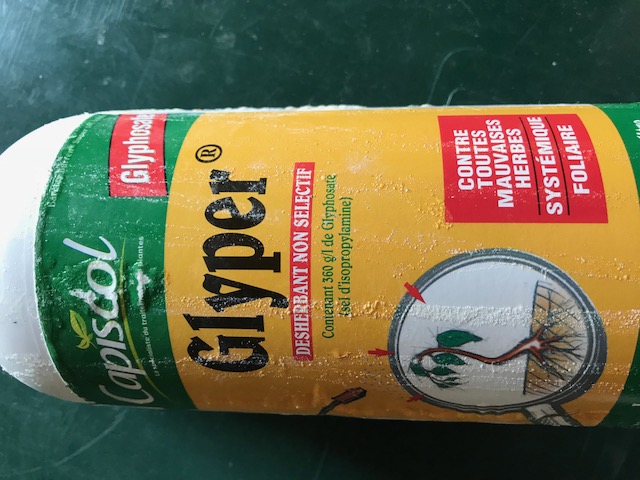 Glyphosate
Capistol
Glyper®
DESHERBANT NON SELECTIF
Contenant 360 g/l de Glyphosate
(sel d'isopropylamine)
CONTRE
TOUTES
MAUVAISES
HERBES
SYSTÉMIQUE
FOLIAIRE